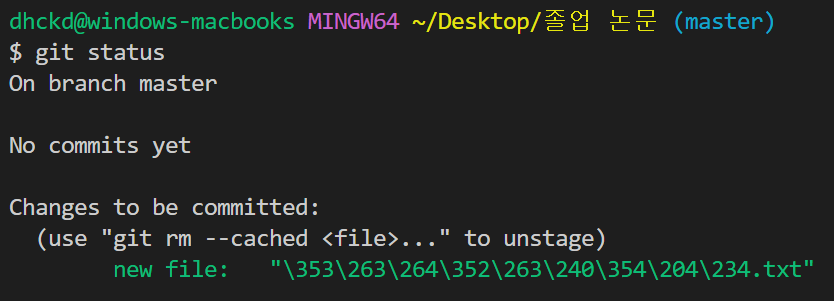 dhckd@windows-macbooks MINGW64 ~/Desktop/졸업 논문 (master)
$ git status
On branch master
No commits yet
Changes to be committed:
(use "git rm --cached <file>..." to unstage)
new file: "\353\263\264\352\263\240\354\204\234.txt"